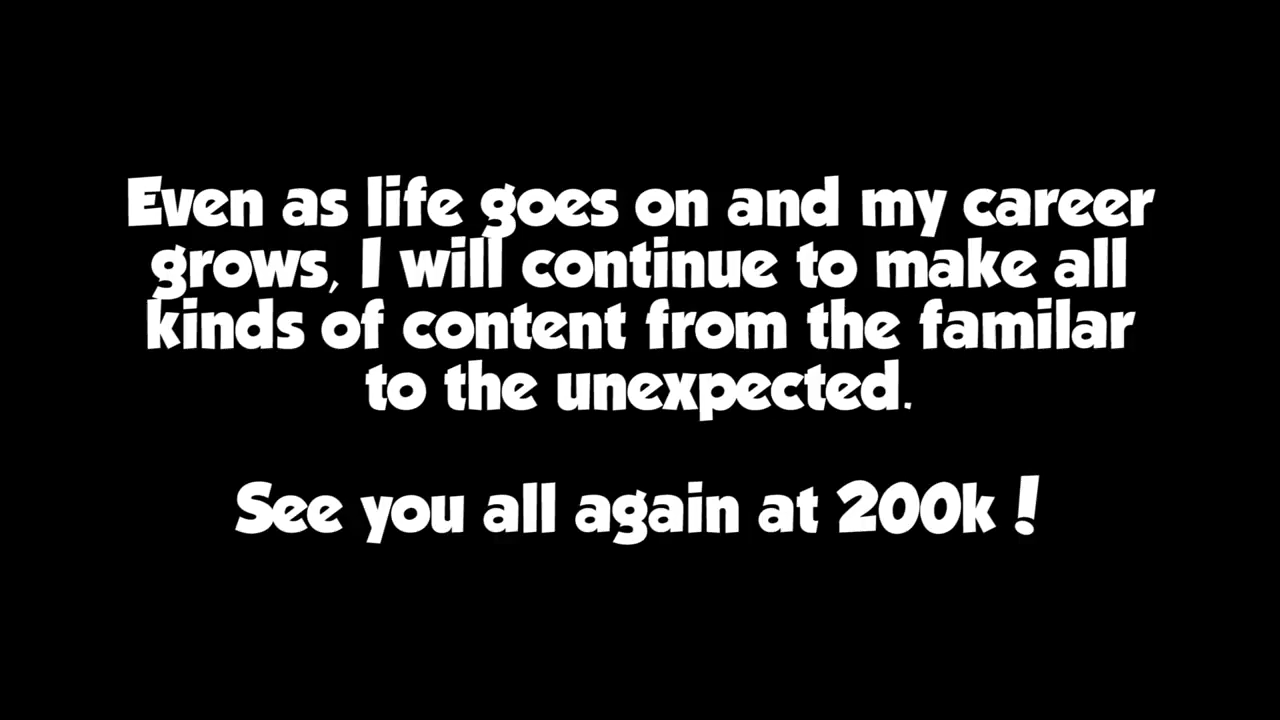 Even as life goes on and my career
grows, I will continue to make all
kinds of content from the familar
to the unexpected.
See you all again at 200k!